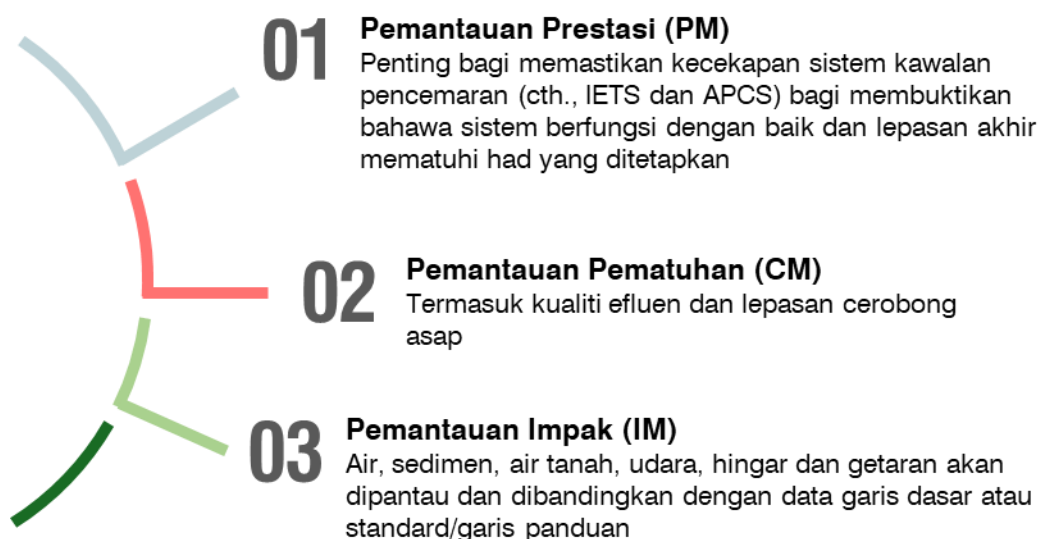 01
Pemantauan Prestasi (PM)
Penting bagi memastikan kecekapan sistem kawalan
pencemaran (cth., IETS dan APCS) bagi membuktikan
bahawa sistem berfungsi dengan baik dan lepasan akhir
mematuhi had yang ditetapkan
02
Pemantauan Pematuhan (CM)
Termasuk kualiti efluen dan lepasan cerobong
asap
03
Pemantauan Impak (IM)
Air, sedimen, air tanah, udara, hingar dan getaran akan
dipantau dan dibandingkan dengan data garis dasar atau
standard/garis panduan